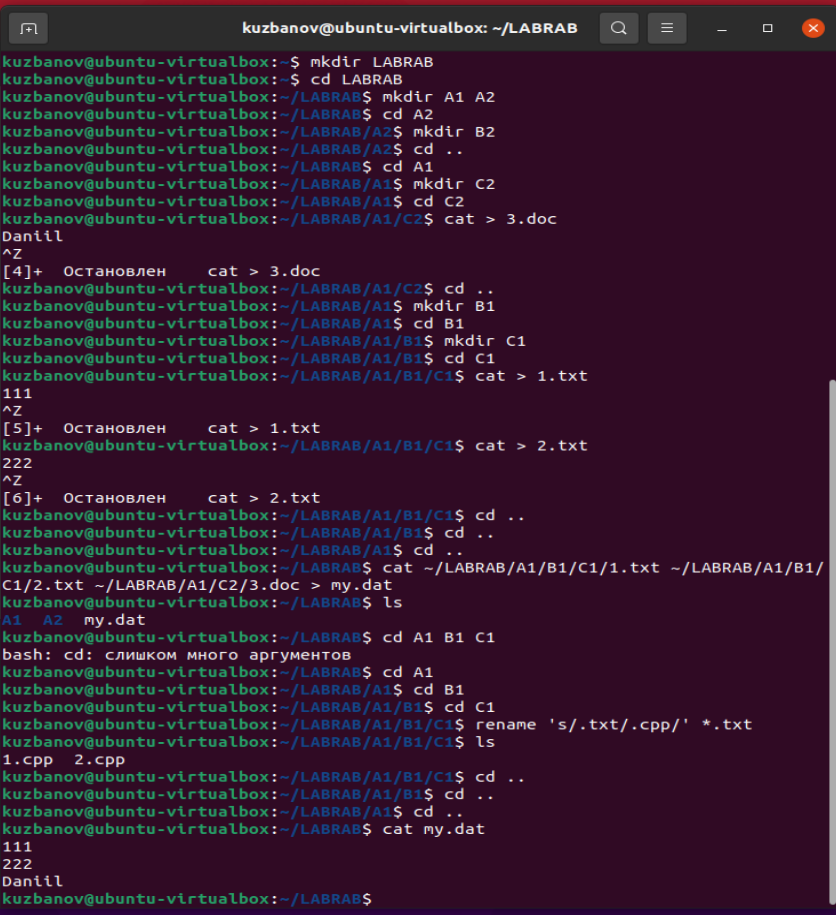 kuzbanov@ubuntu-virtualbox: ~/LABRAB
kuzbanov@ubuntu-virtualbox:~$ mkdir LABRAB
kuzbanov@ubuntu-virtualbox:~$ cd LABRAB
kuzbanov@ubuntu-virtualbox:~/LABRAB$ mkdir A1 A2
kuzbanov@ubuntu-virtualbox:~/LABRAB$ cd A2
kuzbanov@ubuntu-virtualbox:~/LABRAB/A2$ mkdir B2
kuzbanov@ubuntu-virtualbox:~/LABRAB/A2$ cd ..
kuzbanov@ubuntu-virtualbox:~/LABRAB$ cd A1
kuzbanov@ubuntu-virtualbox:~/LABRAB/A1$ mkdir C2
kuzbanov@ubuntu-virtualbox:~/LABRAB/A1$ cd C2
kuzbanov@ubuntu-virtualbox:~/LABRAB/A1/C2$ cat > 3.doc
Daniil
^Z
[4]+  Остановлен    cat > 3.doc
kuzbanov@ubuntu-virtualbox:~/LABRAB/A1/C2$ cd ..
kuzbanov@ubuntu-virtualbox:~/LABRAB/A1$ mkdir B1
kuzbanov@ubuntu-virtualbox:~/LABRAB/A1$ cd B1
kuzbanov@ubuntu-virtualbox:~/LABRAB/A1/B1$ mkdir C1
kuzbanov@ubuntu-virtualbox:~/LABRAB/A1/B1$ cd C1
kuzbanov@ubuntu-virtualbox:~/LABRAB/A1/B1/C1$ cat > 1.txt
111
^Z
[5]+  Остановлен    cat > 1.txt
kuzbanov@ubuntu-virtualbox:~/LABRAB/A1/B1/C1$ cat > 2.txt
222
^Z
[6]+  Остановлен    cat > 2.txt
kuzbanov@ubuntu-virtualbox:~/LABRAB/A1/B1/C1$ cd ..
kuzbanov@ubuntu-virtualbox:~/LABRAB/A1/B1$ cd ..
kuzbanov@ubuntu-virtualbox:~/LABRAB/A1$ cd ..
kuzbanov@ubuntu-virtualbox:~/LABRAB$ cat ~/LABRAB/A1/B1/C1/1.txt ~/LABRAB/A1/B1/
C1/2.txt ~/LABRAB/A1/C2/3.doc > my.dat
kuzbanov@ubuntu-virtualbox:~/LABRAB$ ls
A1  A2  my.dat
kuzbanov@ubuntu-virtualbox:~/LABRAB$ cd A1 B1 C1
bash: cd: слишком много аргументов
kuzbanov@ubuntu-virtualbox:~/LABRAB$ cd A1
kuzbanov@ubuntu-virtualbox:~/LABRAB/A1$ cd B1
kuzbanov@ubuntu-virtualbox:~/LABRAB/A1/B1$ cd C1
kuzbanov@ubuntu-virtualbox:~/LABRAB/A1/B1/C1$ rename 's/.txt/.cpp/' *.txt
kuzbanov@ubuntu-virtualbox:~/LABRAB/A1/B1/C1$ ls
1.cpp  2.cpp
kuzbanov@ubuntu-virtualbox:~/LABRAB/A1/B1/C1$ cd ..
kuzbanov@ubuntu-virtualbox:~/LABRAB/A1/B1$ cd ..
kuzbanov@ubuntu-virtualbox:~/LABRAB/A1$ cd ..
kuzbanov@ubuntu-virtualbox:~/LABRAB$ cat my.dat
111
222
Daniil
kuzbanov@ubuntu-virtualbox:~/LABRAB$